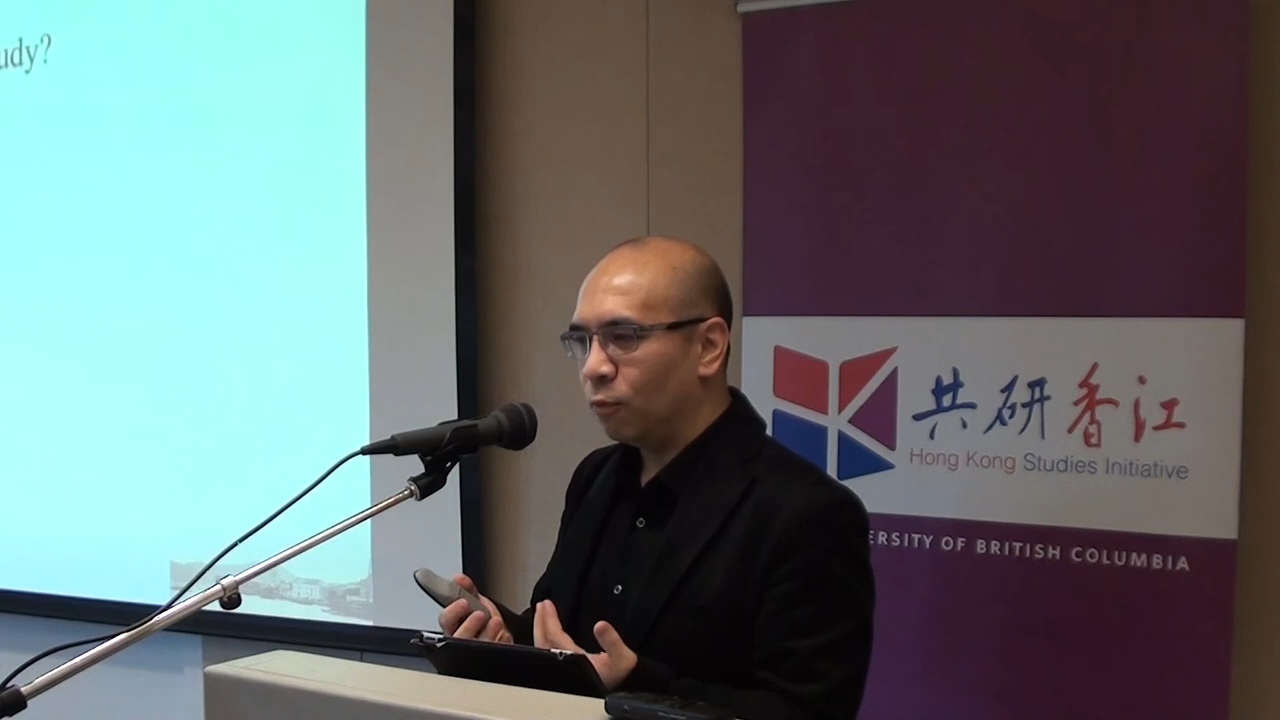 udy?
共研香江
Hong Kong Studies Initiative
ERSITY OF BRITISH COLUMBIA